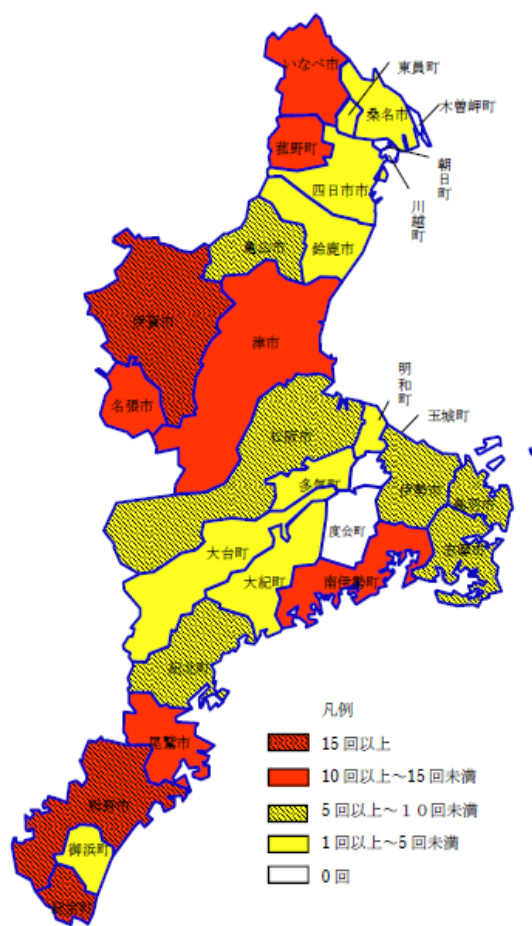 いなべ市
東員町
桑名市
木曽岬町
菰野町
朝日町
四日市市
川越町
亀山市
鈴鹿市
伊賀市
津市
名張市
明和町
玉城町
松阪市
多気町
伊勢市
鳥羽市
度会町
志摩市
大台町
大紀町
南伊勢町
紀北町
尾鷲市
熊野市
御浜町
紀宝町
凡例
15回以上
10回以上～15回未満
5回以上～１０回未満
1回以上～5回未満
0回